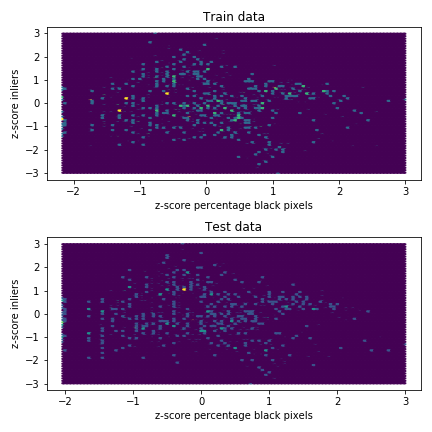 Train data
3
2
1
0
−1
−2
−3
z-score inliers
−2 −1 0 1 2 3
z-score percentage black pixels
Test data
3
2
1
0
−1
−2
−3
z-score inliers
−2 −1 0 1 2 3
z-score percentage black pixels